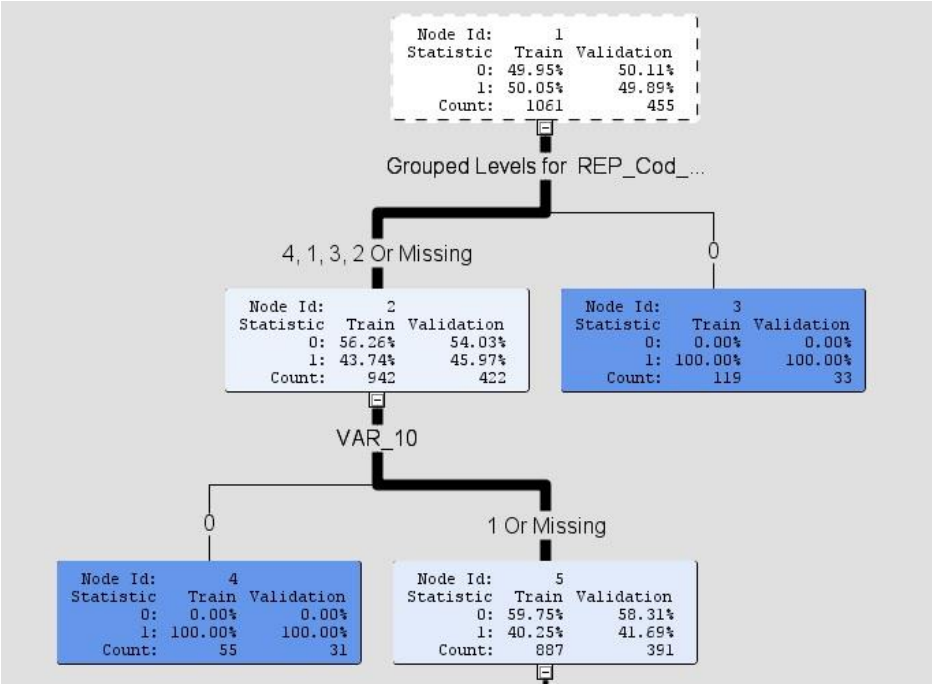 Node Id: 1
Statistic Train Validation
0: 49.95% 50.11%
1: 50.05% 49.89%
Count: 1061 455
Grouped Levels for REP_Cod_...
4, 1, 3, 2 Or Missing
0
Node Id: 2
Statistic Train Validation
0: 56.26% 54.03%
1: 43.74% 45.97%
Count: 942 422
Node Id: 3
Statistic Train Validation
0: 0.00% 0.00%
1: 100.00% 100.00%
Count: 119 33
VAR_10
0
1 Or Missing
Node Id: 4
Statistic Train Validation
0: 0.00% 0.00%
1: 100.00% 100.00%
Count: 55 31
Node Id: 5
Statistic Train Validation
0: 59.75% 58.31%
1: 40.25% 41.69%
Count: 887 391